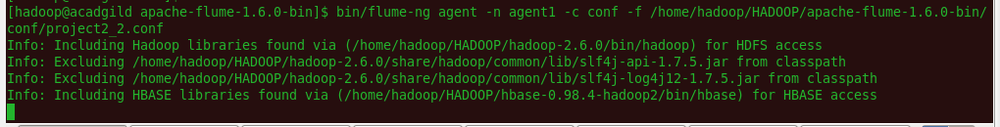 [hadoop@acadgild apache-flume-1.6.0-bin]$ bin/flume-ng agent -n agent1 -c conf -f /home/hadoop/HADOOP/apache-flume-1.6.0-bin/
conf/project2_2.conf
Info: Including Hadoop libraries found via (/home/hadoop/HADOOP/hadoop-2.6.0/bin/hadoop) for HDFS access
Info: Excluding /home/hadoop/HADOOP/hadoop-2.6.0/share/hadoop/common/lib/slf4j-api-1.7.5.jar from classpath
Info: Excluding /home/hadoop/HADOOP/hadoop-2.6.0/share/hadoop/common/lib/slf4j-log4j12-1.7.5.jar from classpath
Info: Including HBASE libraries found via (/home/hadoop/HADOOP/hbase-0.98.4-hadoop2/bin/hbase) for HBASE access